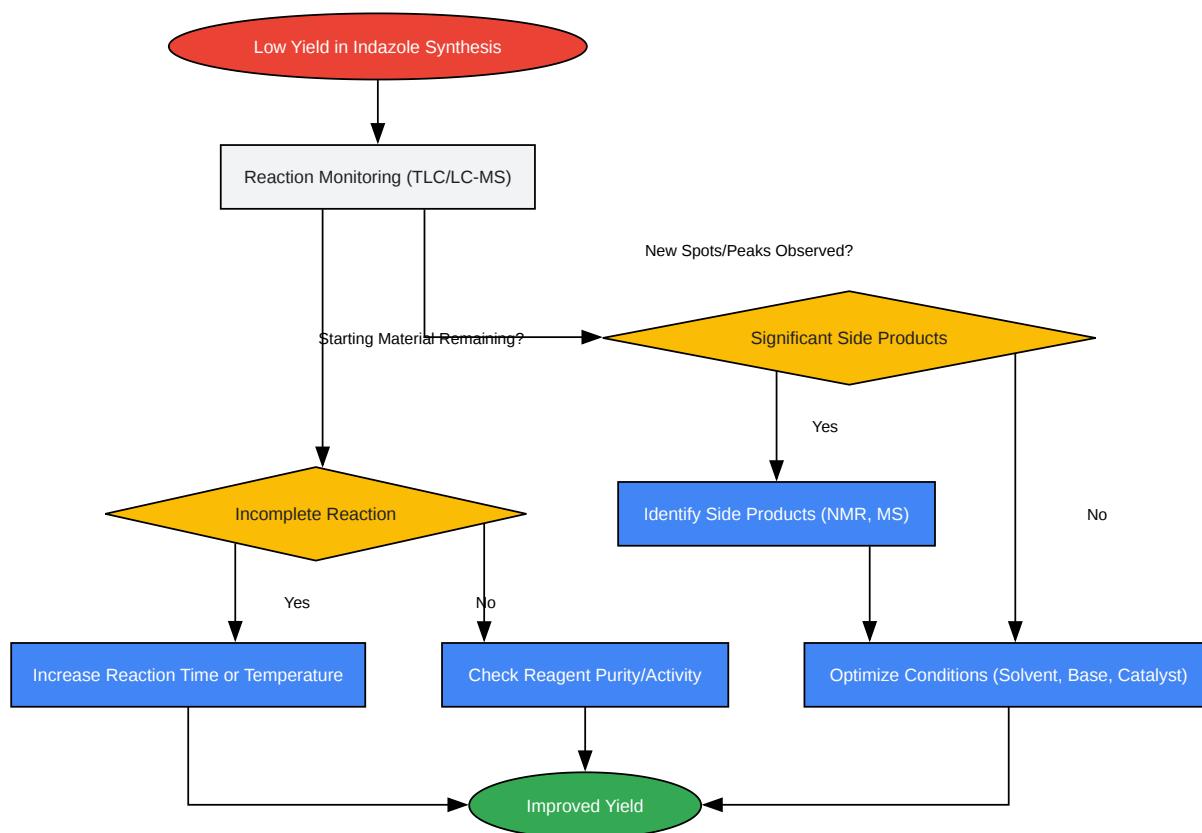 Low Yield in Indazole Synthesis
Reaction Monitoring (TLC/LC-MS)
New Spots/Peaks Observed?
Starting Material Remaining?
Significant Side Products
Yes
Incomplete Reaction
Identify Side Products (NMR, MS)
No
Yes
No
Increase Reaction Time or Temperature
Check Reagent Purity/Activity
Optimize Conditions (Solvent, Base, Catalyst)
Improved Yield